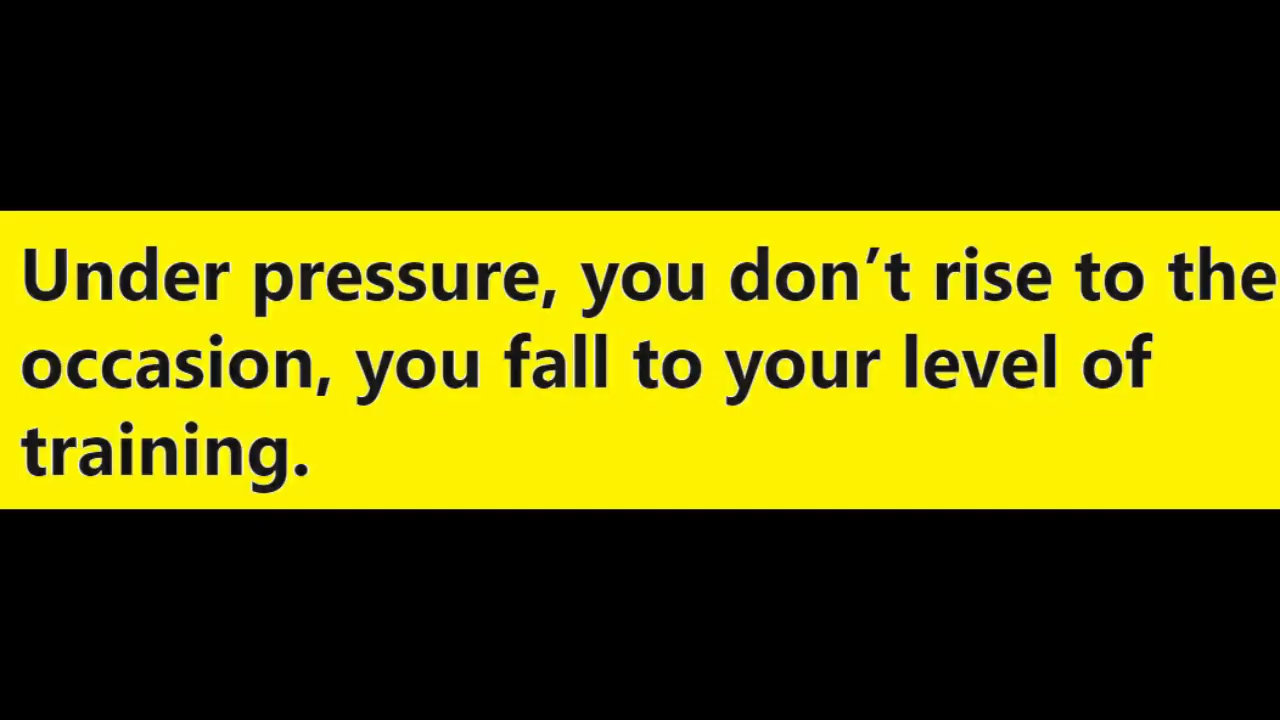 Under pressure, you don’t rise to the
occasion, you fall to your level of
training.